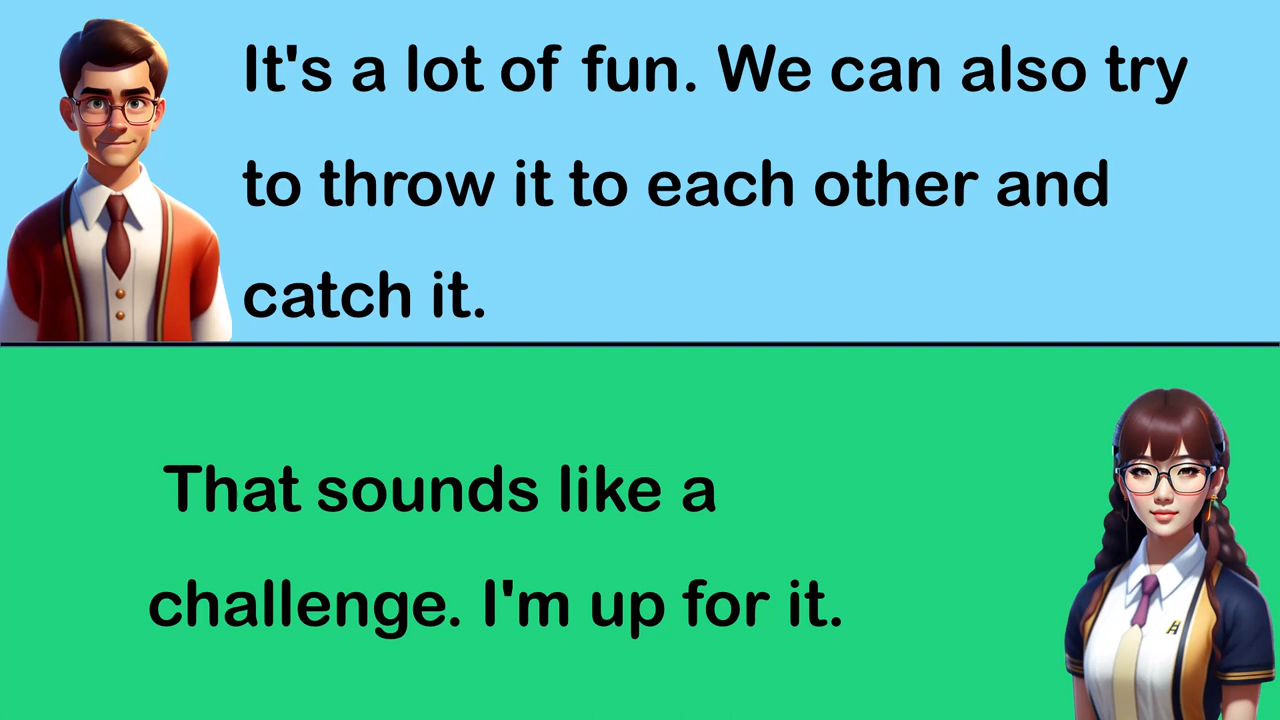 It's a lot of fun. We can also try
to throw it to each other and
catch it.
That sounds like a
challenge. I'm up for it.